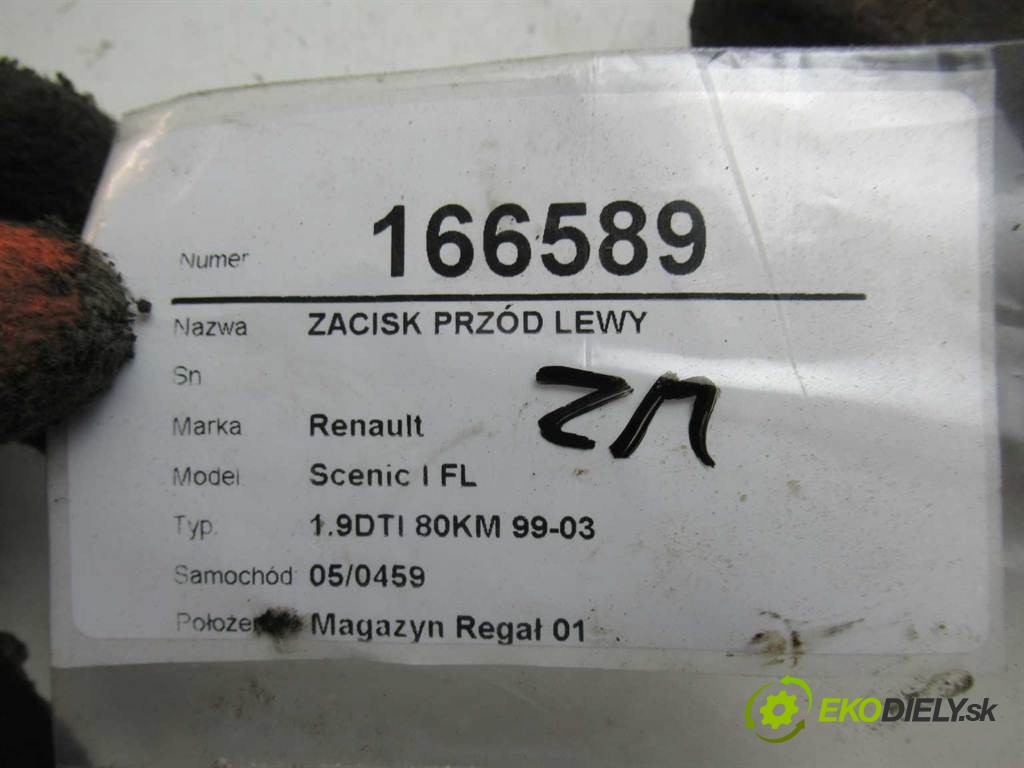 Numer 166589
Nazwa ZACISK PRZÓD LEWY
Sn
Marka Renault
Model Scenic I FL
Typ. 1.9DTI 80KM 99-03
Samochód 05/0459
Magazyn Regał 01
EKODIELY.sk